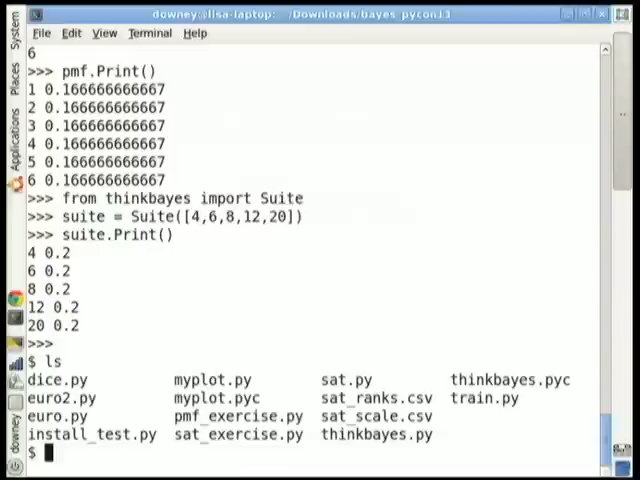 downey@lisa-laptop: ~/Downloads/bayes_pycon13
File Edit View Terminal Help
System
Places
Applications
downey
6
>>> pmf.Print()
1 0.166666666667
2 0.166666666667
3 0.166666666667
4 0.166666666667
5 0.166666666667
6 0.166666666667
>>> from thinkbayes import Suite
>>> suite = Suite([4,6,8,12,20])
>>> suite.Print()
4 0.2
6 0.2
8 0.2
12 0.2
20 0.2
>>>
$ ls
dice.py myplot.py sat.py thinkbayes.pyc
euro2.py myplot.pyc sat_ranks.csv train.py
euro.py pmf_exercise.py sat_scale.csv
install_test.py sat_exercise.py thinkbayes.py
$